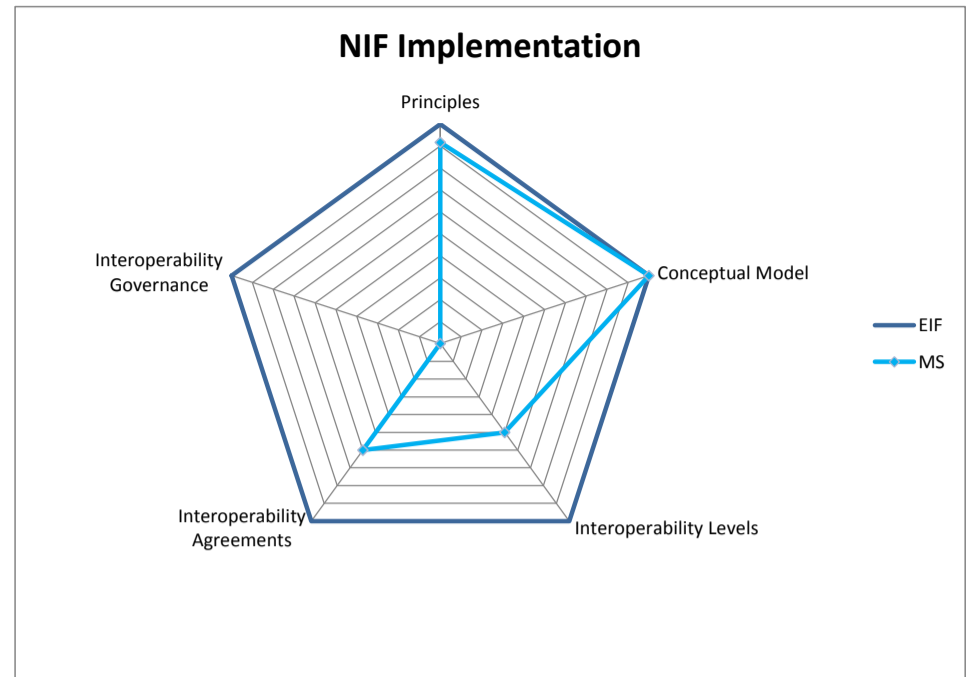 NIF Implementation
Principles
Interoperability
Governance
Conceptual Model
EIF
MS
Interoperability
Agreements
Interoperability Levels